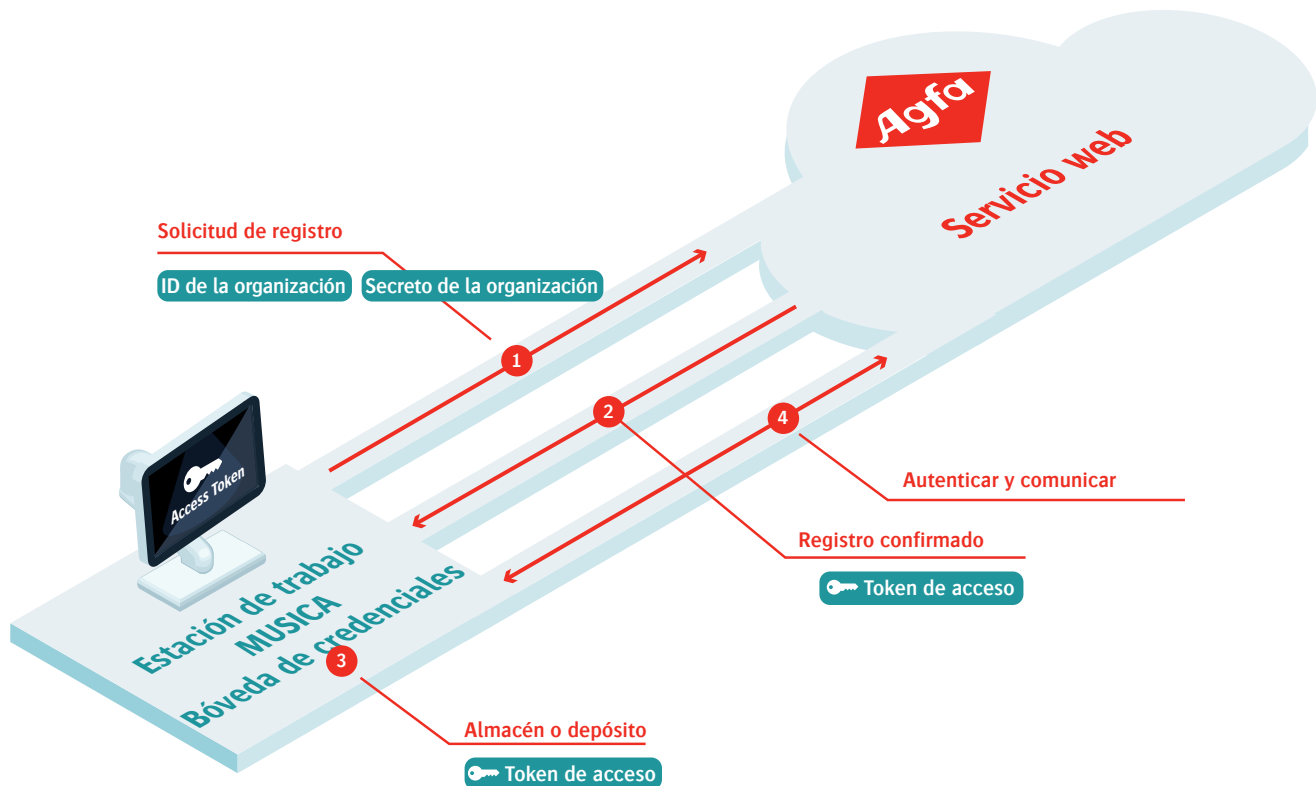 Agfa
Servicio web
Solicitud de registro
ID de la organización
Secreto de la organización
1
2
4
Access Token
Autenticar y comunicar
Registro confirmado
Token de acceso
Estación de trabajo
MUSICA
Bóveda de credenciales
3
Almacén o depósito
Token de acceso